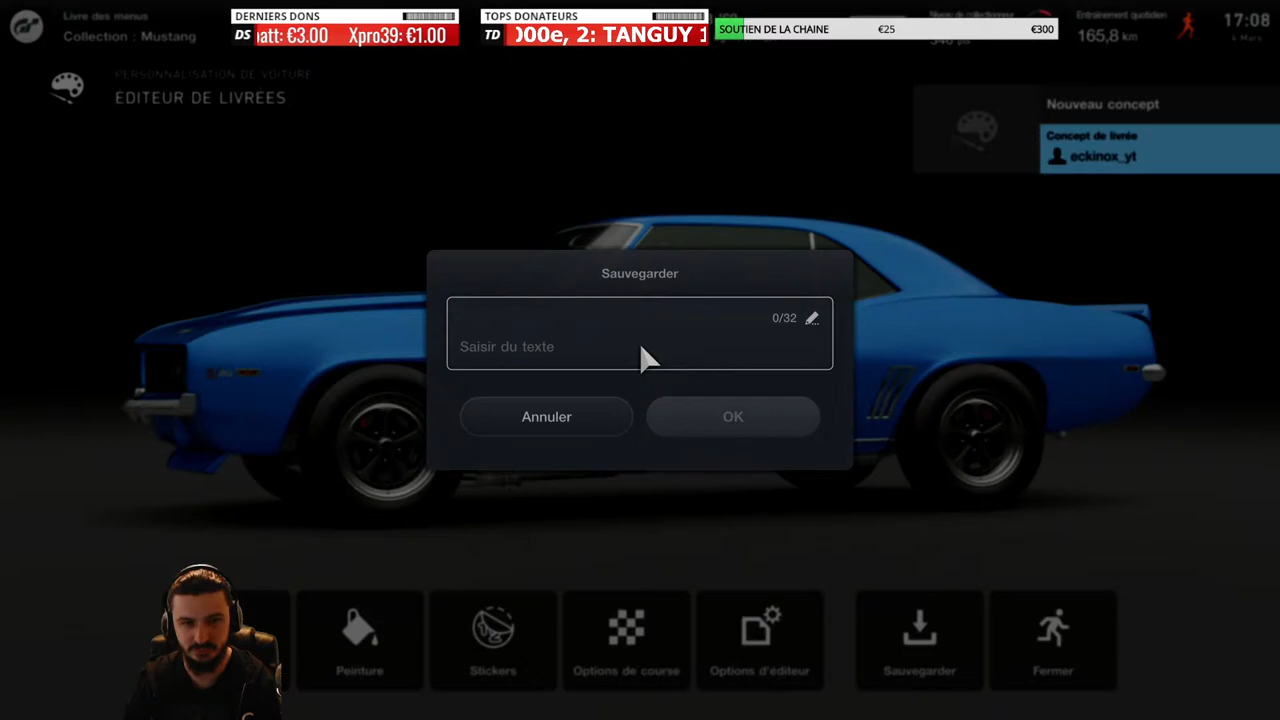 Livre des menus
Collection : Mustang
DERNIERS DONS
DS
att: €3.00 Xpro39: €1.00
TOPS DONATEURS
TD
000e, 2: TANGUY
SOUTIEN DE LA CHAINE €25 €300
Entraînement quotidien
165,8 km
17:08
4 Mars
PERSONNALISATION DE VOITURE
EDITEUR DE LIVREES
Nouveau concept
Concept de livrée
eckinox_yt
Sauvegarder
0/32
Saisir du texte
Annuler
OK
Peinture
Stickers
Options de course
Options d'éditeur
Sauvegarder
Fermer